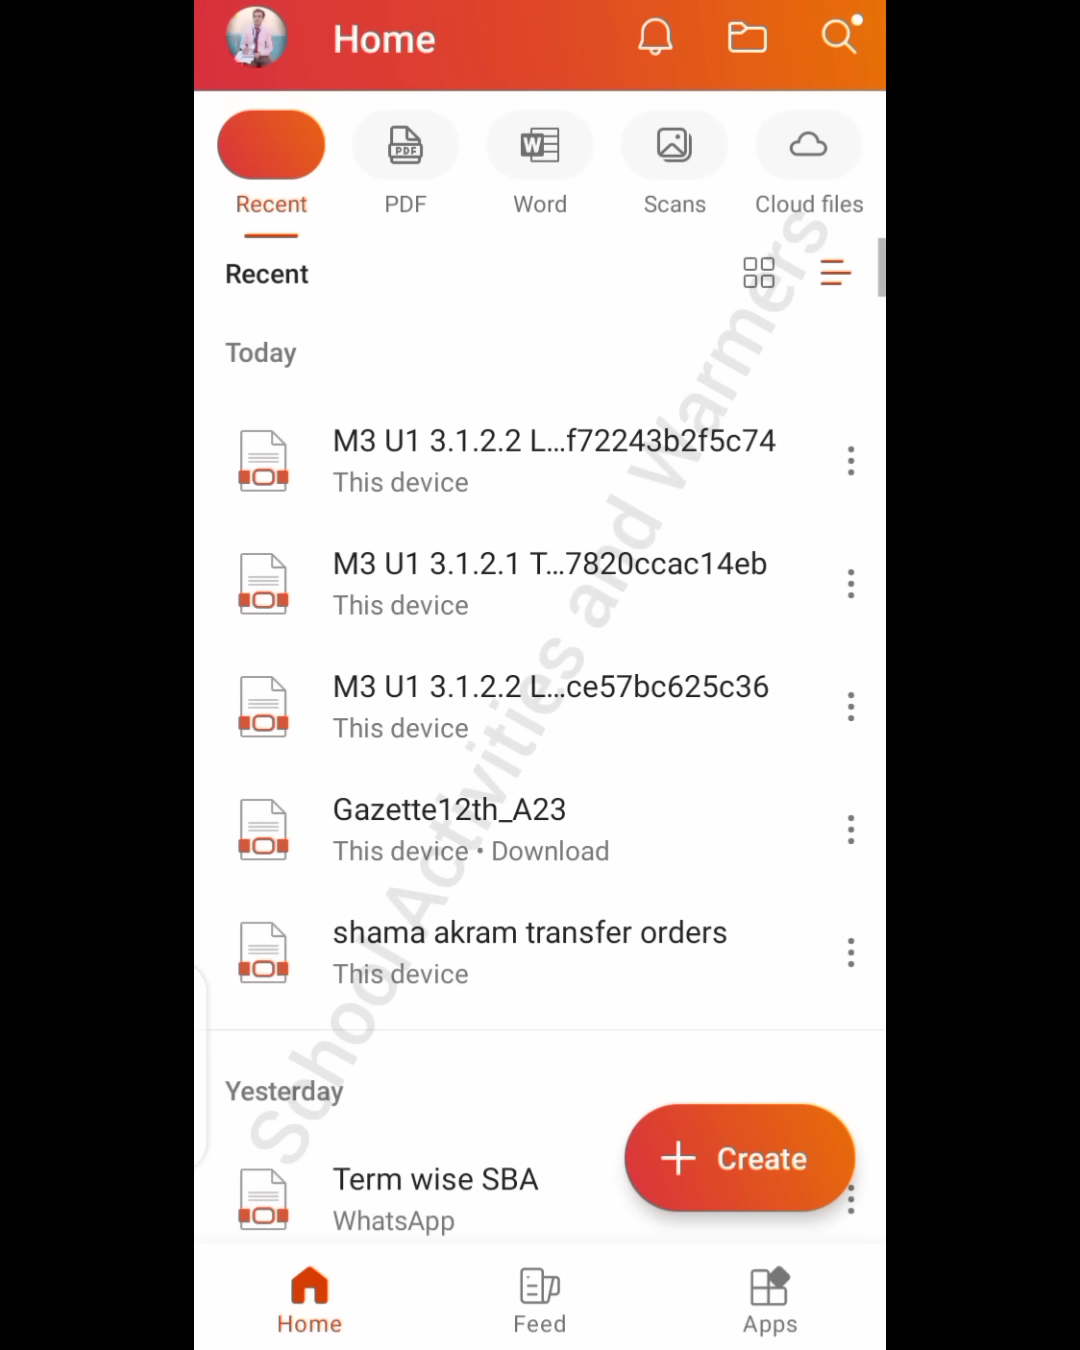 Home
Recent
PDF
Word
Scans
Cloud files
Recent
Today
M3 U1 3.1.2.2 L...f72243b2f5c74
This device
M3 U1 3.1.2.1 T...7820ccac14eb
This device
M3 U1 3.1.2.2 L...ce57bc625c36
This device
Gazette12th_A23
This device • Download
shama akram transfer orders
This device
Yesterday
Term wise SBA
WhatsApp
Create
Home
Feed
Apps
School Activities and Warmers